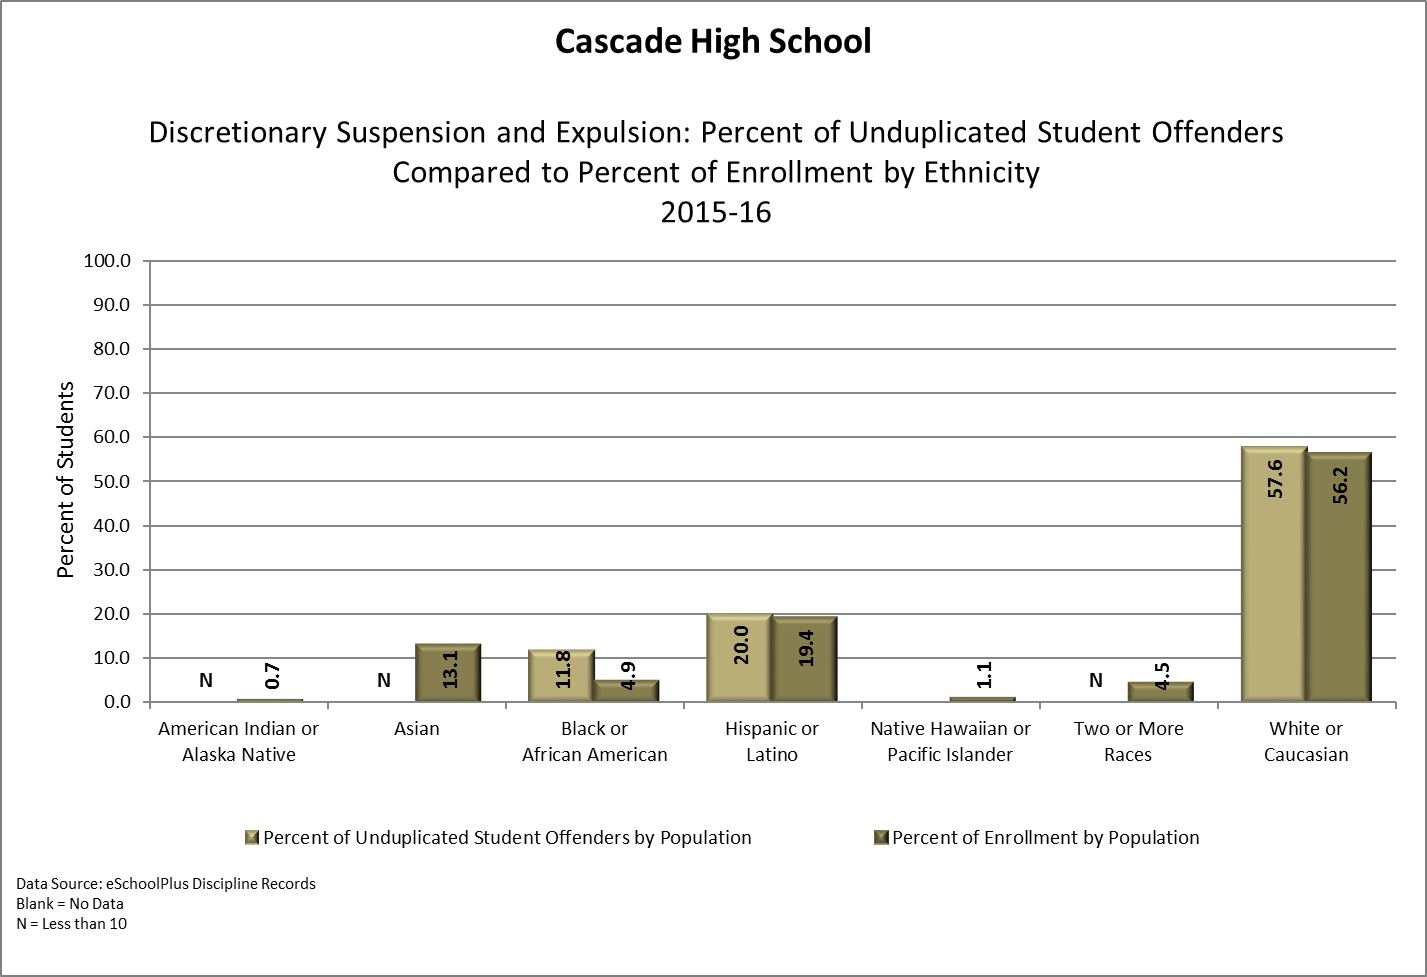 Cascade High School
Discretionary Suspension and Expulsion: Percent of Unduplicated Student Offenders
Compared to Percent of Enrollment by Ethnicity
2015-16
Percent of Students
100.0
90.0
80.0
70.0
60.0
50.0
40.0
30.0
20.0
10.0
0.0
N
0.7
N
13.1
11.8
4.9
20.0
19.4
1.1
N
4.5
57.6
56.2
American Indian or
Alaska Native
Asian
Black or
African American
Hispanic or
Latino
Native Hawaiian or
Pacific Islander
Two or More
Races
White or
Caucasian
Percent of Unduplicated Student Offenders by Population
Percent of Enrollment by Population
Data Source: eSchoolPlus Discipline Records
Blank = No Data
N = Less than 10